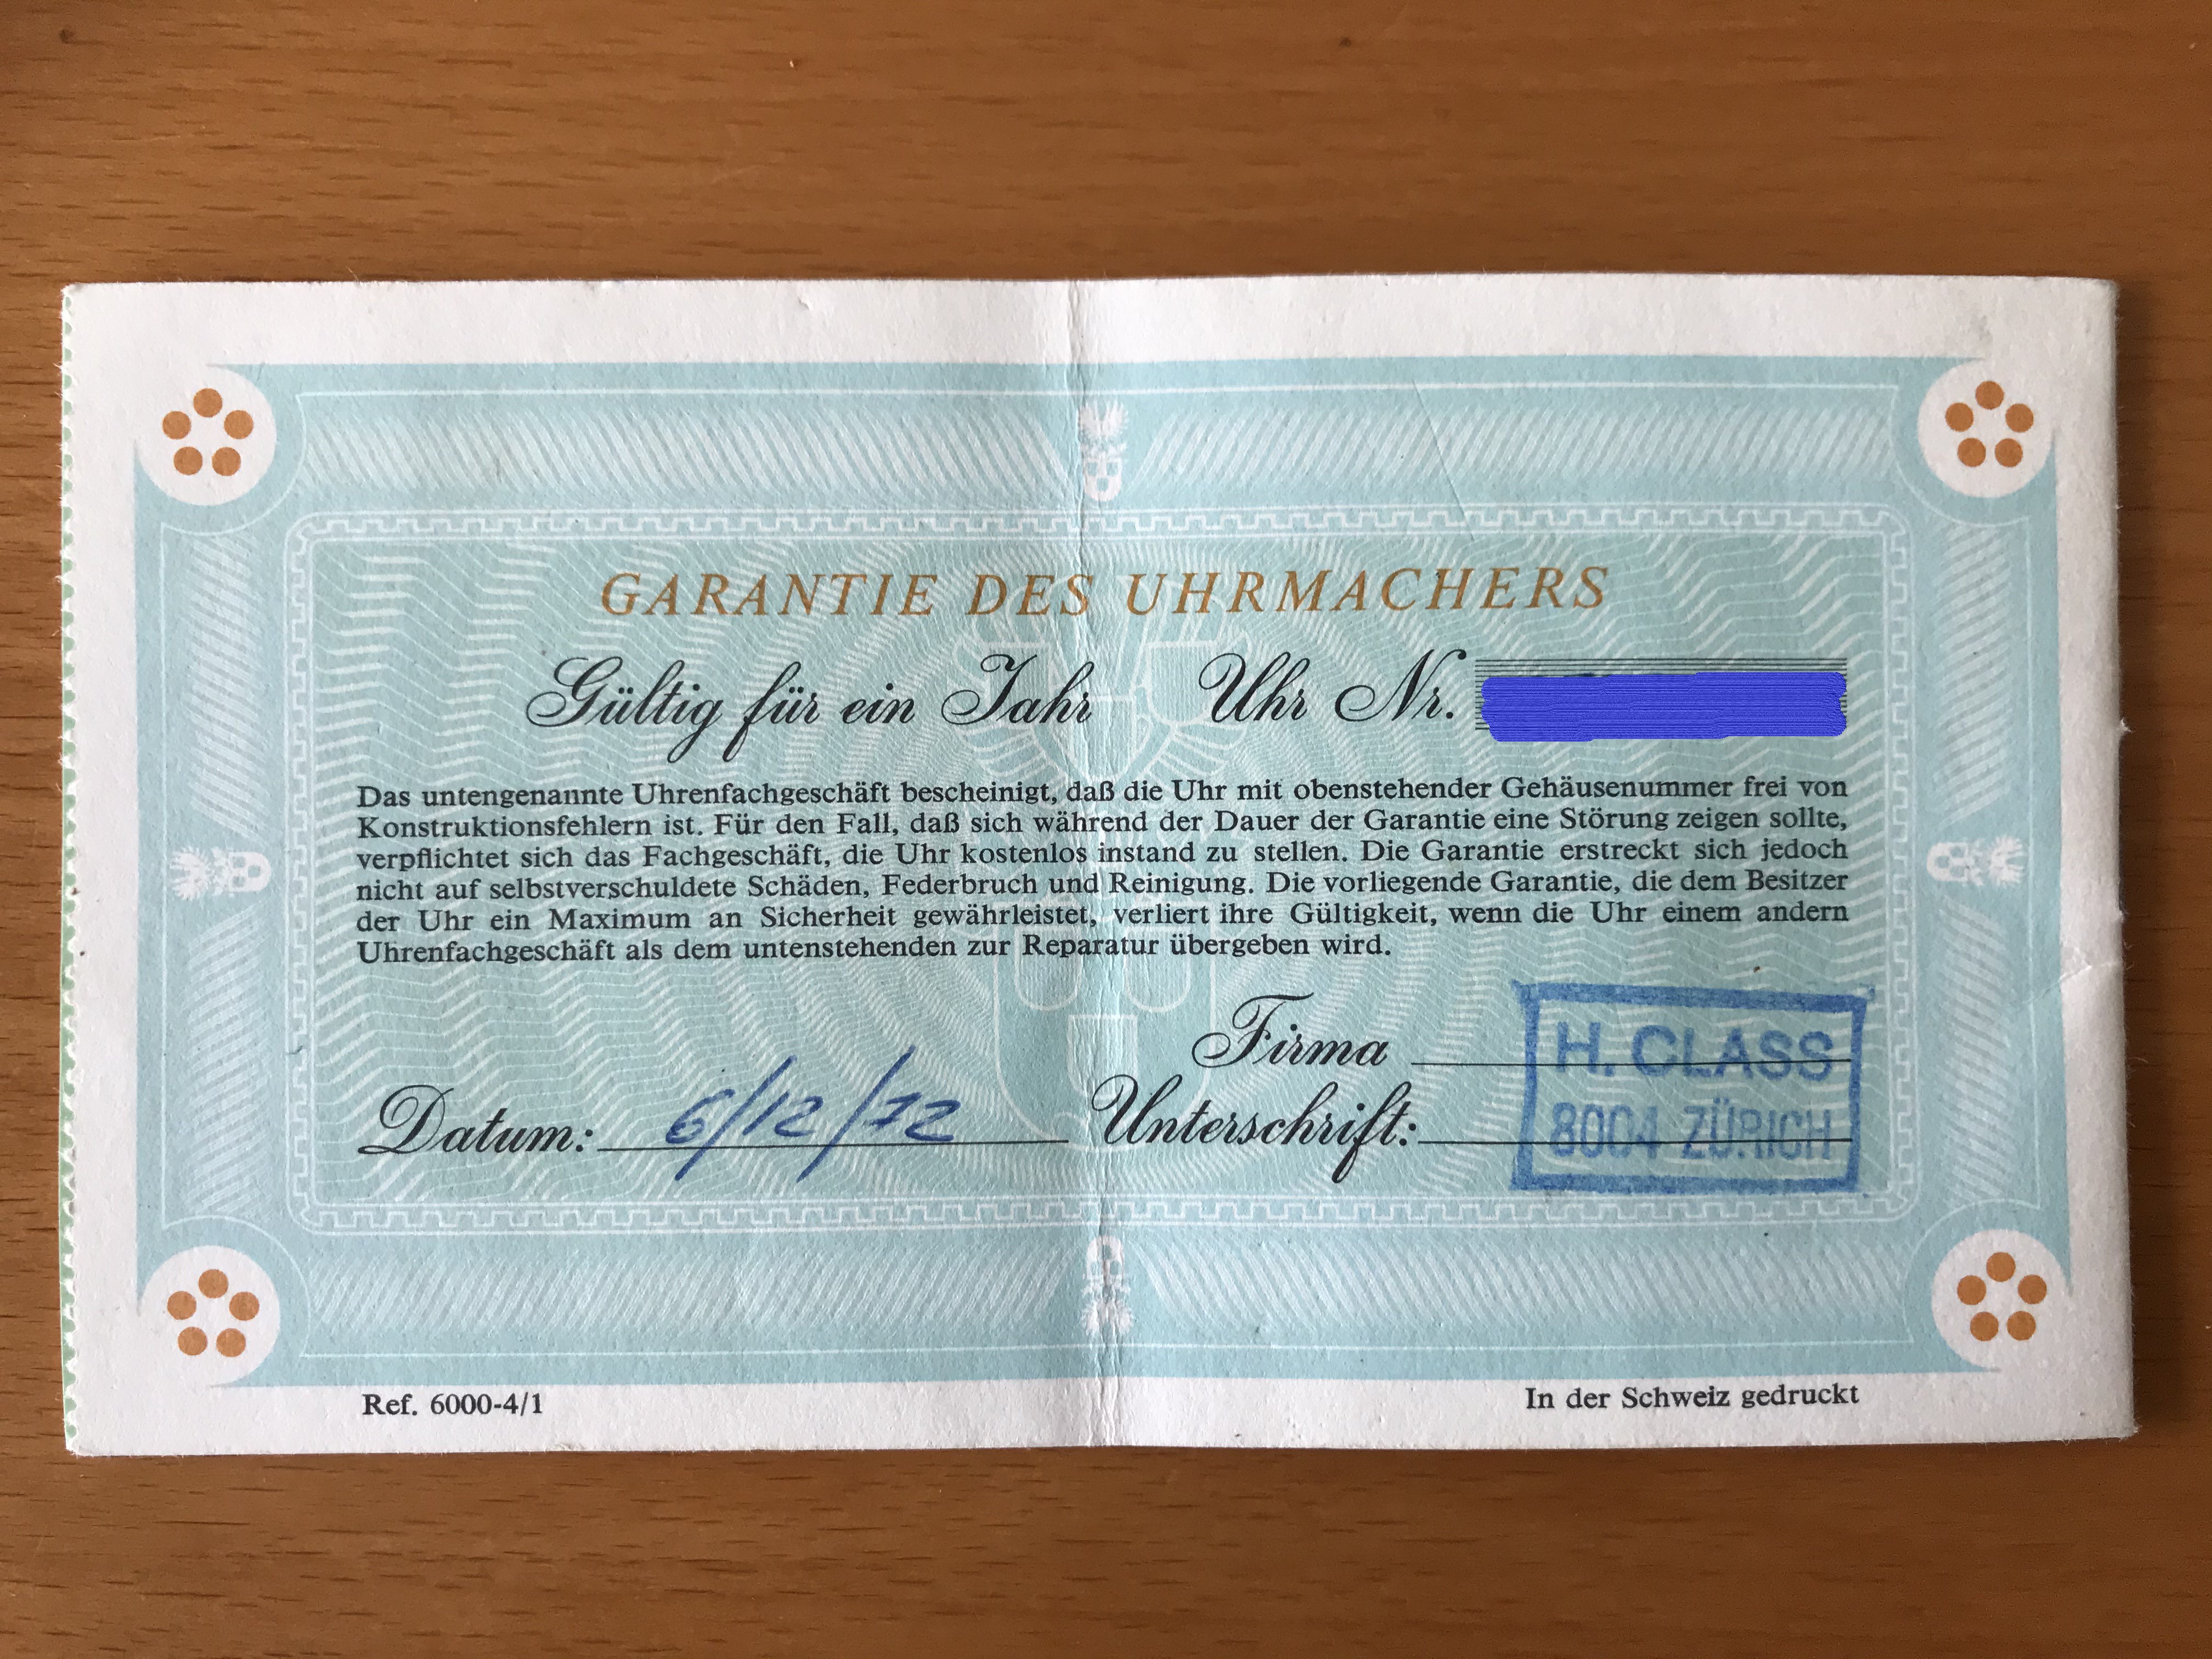 GARANTIE DES UHRMACHERS
Gültig für ein Jahr Uhr Nr.
Das untengenannte Uhrenfachgeschäft bescheinigt, daß die Uhr mit obenstehender Gehäusenummer frei von
Konstruktionsfehlern ist. Für den Fall, daß sich während der Dauer der Garantie eine Störung zeigen sollte,
verpflichtet sich das Fachgeschäft, die Uhr kostenlos instand zu stellen. Die Garantie erstreckt sich jedoch
nicht auf selbstverschuldete Schäden, Federbruch und Reinigung. Die vorliegende Garantie, die dem Besitzer
der Uhr ein Maximum an Sicherheit gewährleistet, verliert ihre Gültigkeit, wenn die Uhr einem andern
Uhrenfachgeschäft als dem untenstehenden zur Reparatur übergeben wird.
Firma H. CLASS
Datum: 6/12/72 Unterschrift: 8004 ZÜRICH
Ref. 6000-4/1 In der Schweiz gedruckt